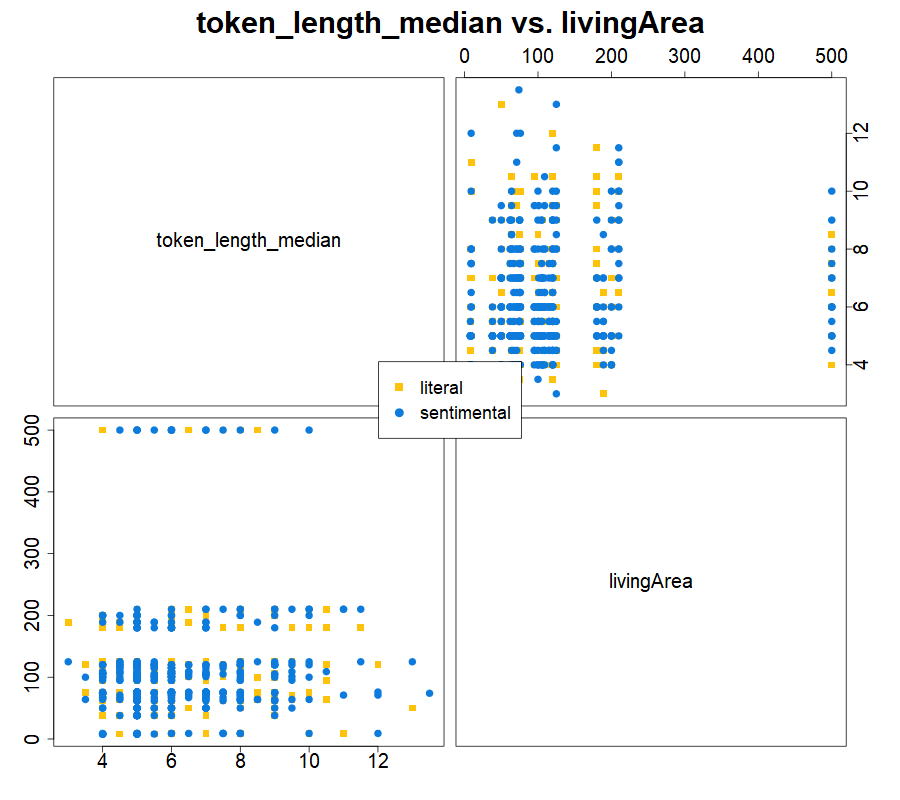 token_length_median vs. livingArea
0 100 200 300 400 500
token_length_median
4 6 8 10 12
literal
sentimental
0 100 200 300 400 500
livingArea
4 6 8 10 12